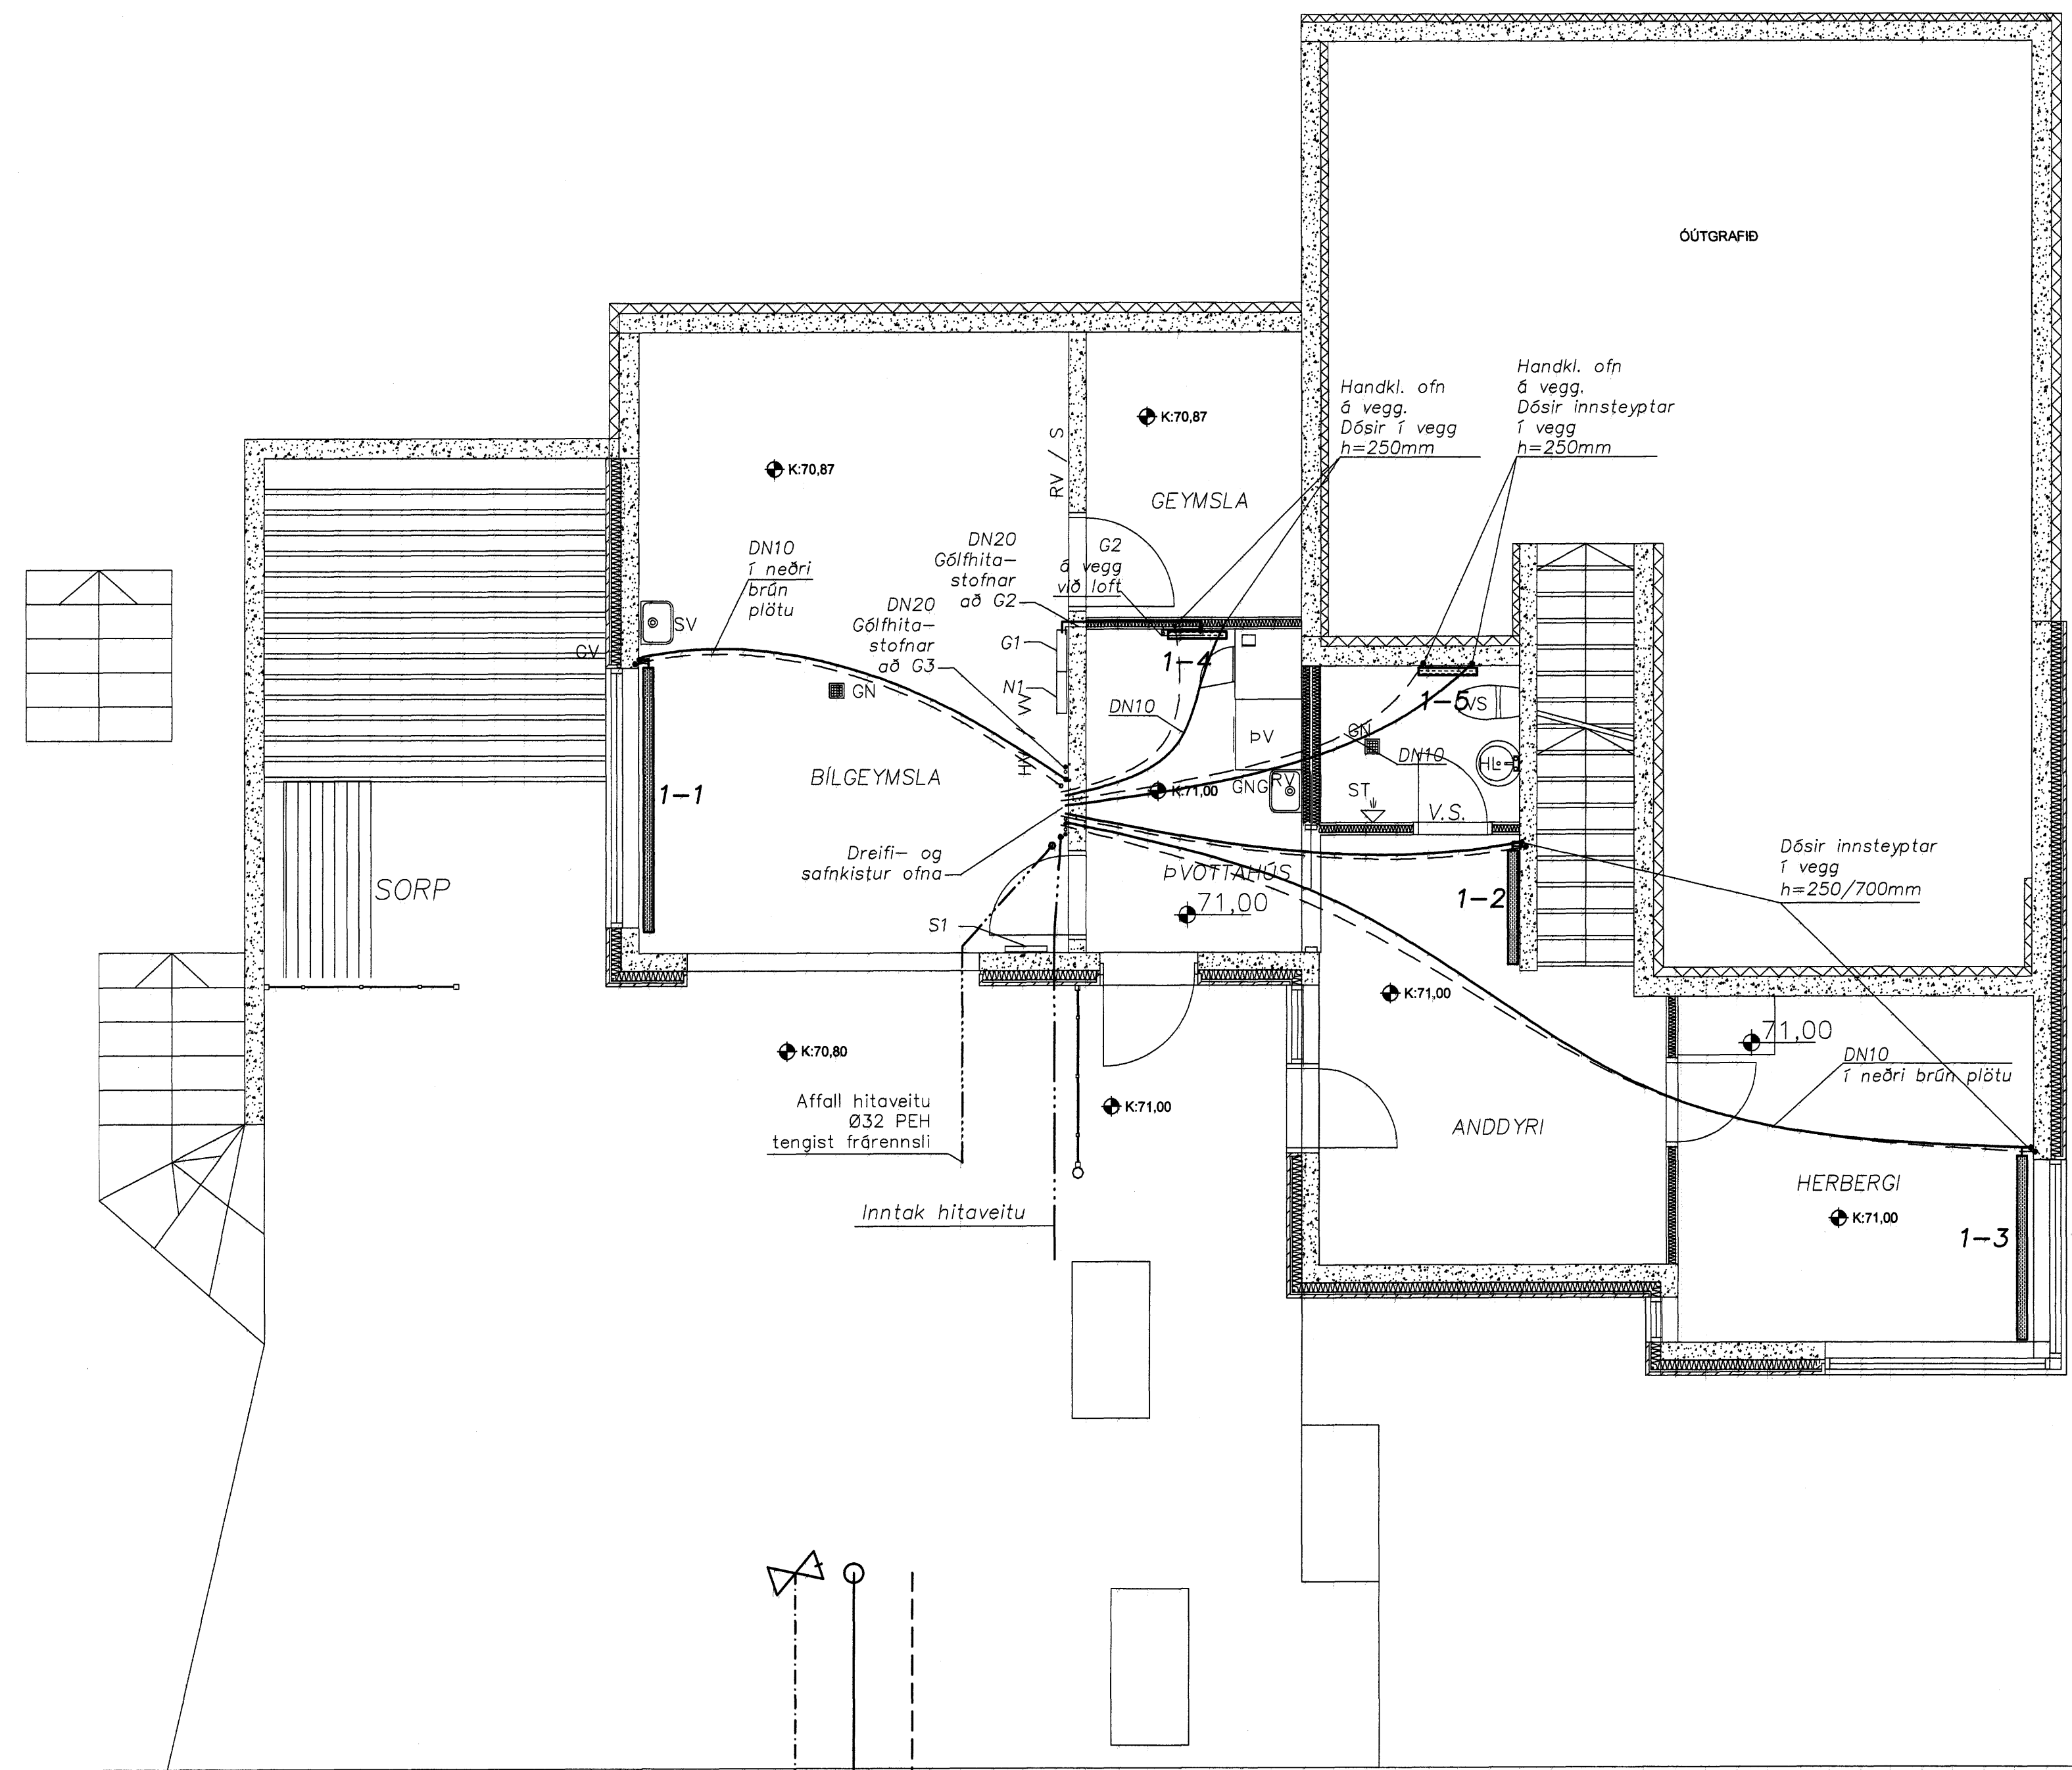 ÓÚTGRAFIÐ
Handkl. ofn
á vegg.
Dósir í vegg
h=250mm
Handkl. ofn
á vegg.
Dósir innsteyptar
í vegg
h=250mm
K:70,87
K:70,87
RV / S
GEYMSLA
DN10
í neðri
brún
plötu
DN20
Gólfhita-
stofnar
að G2
G2
á vegg
við loft
DN20
Gólfhita-
stofnar
að G3
SV
GV
G1
N1
VV
HV
GN
1-4
DN10
1-5
VS
GN
DN10
HL
ÞV
GNG
RV
ST
V.S.
K:71,00
BÍLGEYMSLA
1-1
Dreifi- og
safnkistur ofna
ÞVOTTAHÚS
71,00
1-2
Dósir innsteyptar
í vegg
h=250/700mm
SORP
S1
K:71,00
71,00
DN10
í neðri brún plötu
K:70,80
Affall hitaveitu
Ø32 PEH
tengist frárennsli
K:71,00
ANDDYRI
HERBERGI
K:71,00
1-3
Inntak hitaveitu